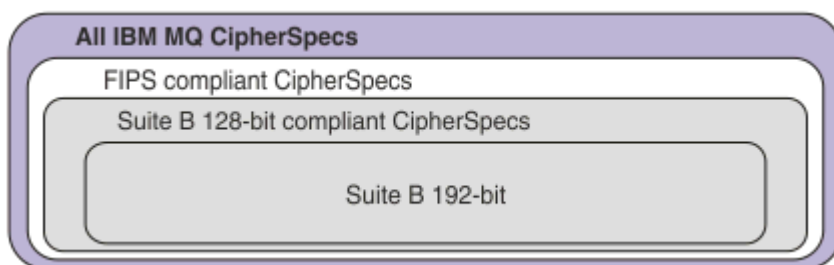 All IBM MQ CipherSpecs
FIPS compliant CipherSpecs
Suite B 128-bit compliant CipherSpecs
Suite B 192-bit